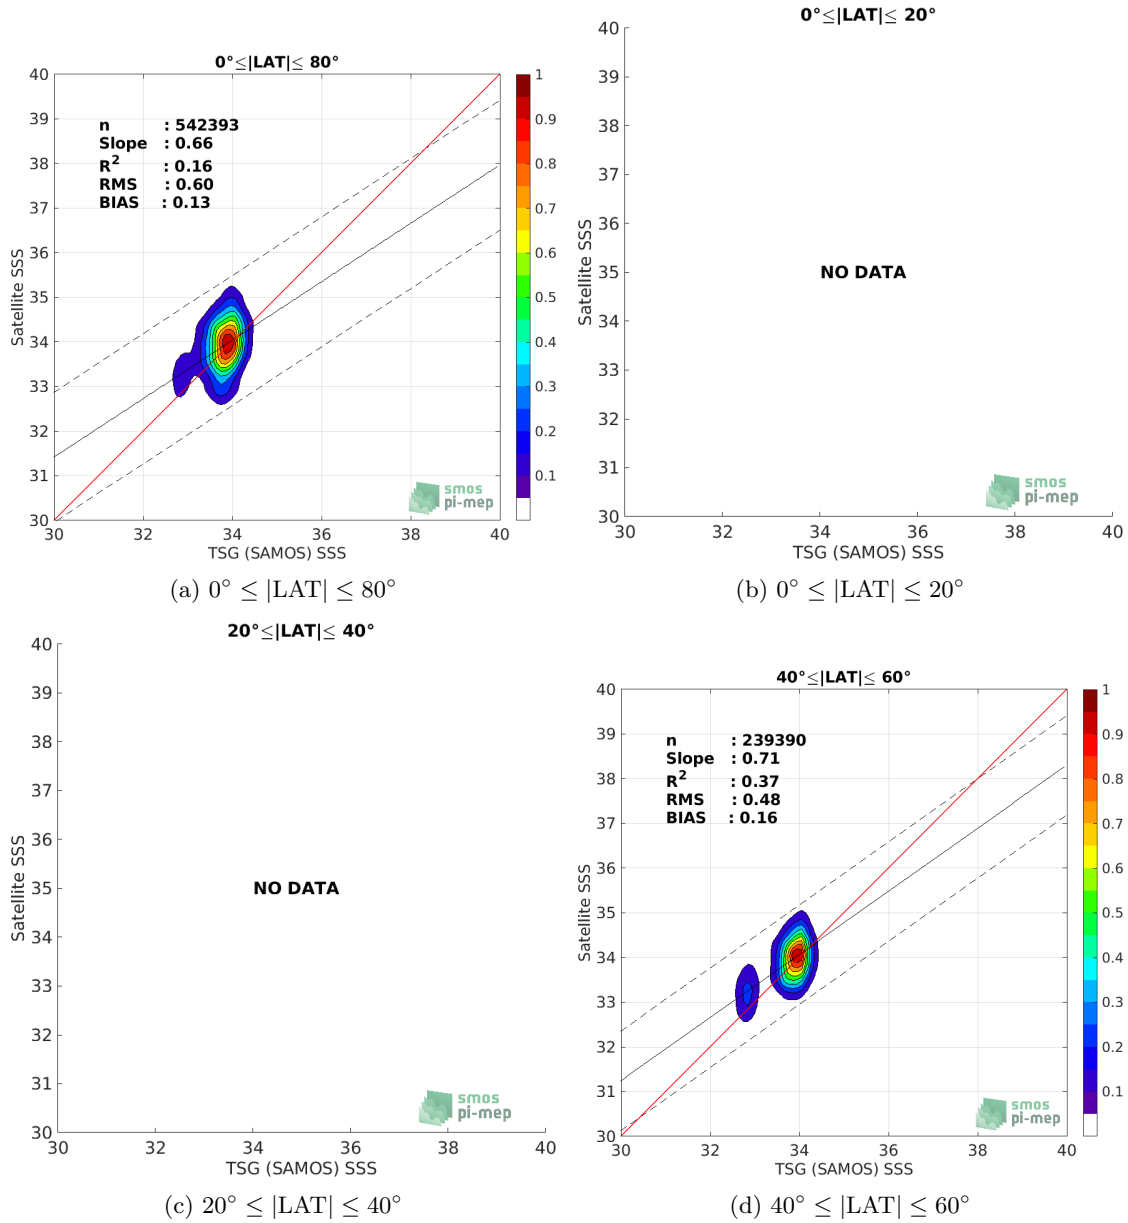 0°≤|LAT|≤ 80°
40
39
38
37
36
35
34
33
32
31
30
Satellite SSS
n : 542393
Slope : 0.66
R² : 0.16
RMS : 0.60
BIAS : 0.13
1
0.9
0.8
0.7
0.6
0.5
0.4
0.3
0.2
0.1
smos
pi-mep
30 32 34 36 38 40
TSG (SAMOS) SSS
(a) 0° ≤ |LAT| ≤ 80°
0°≤|LAT|≤ 20°
40
39
38
37
36
35
34
33
32
31
30
Satellite SSS
NO DATA
smos
pi-mep
30 32 34 36 38 40
TSG (SAMOS) SSS
(b) 0° ≤ |LAT| ≤ 20°
20°≤|LAT|≤ 40°
40
39
38
37
36
35
34
33
32
31
30
Satellite SSS
NO DATA
smos
pi-mep
30 32 34 36 38 40
TSG (SAMOS) SSS
(c) 20° ≤ |LAT| ≤ 40°
40°≤|LAT|≤ 60°
40
39
38
37
36
35
34
33
32
31
30
Satellite SSS
n : 239390
Slope : 0.71
R² : 0.37
RMS : 0.48
BIAS : 0.16
1
0.9
0.8
0.7
0.6
0.5
0.4
0.3
0.2
0.1
smos
pi-mep
30 32 34 36 38 40
TSG (SAMOS) SSS
(d) 40° ≤ |LAT| ≤ 60°